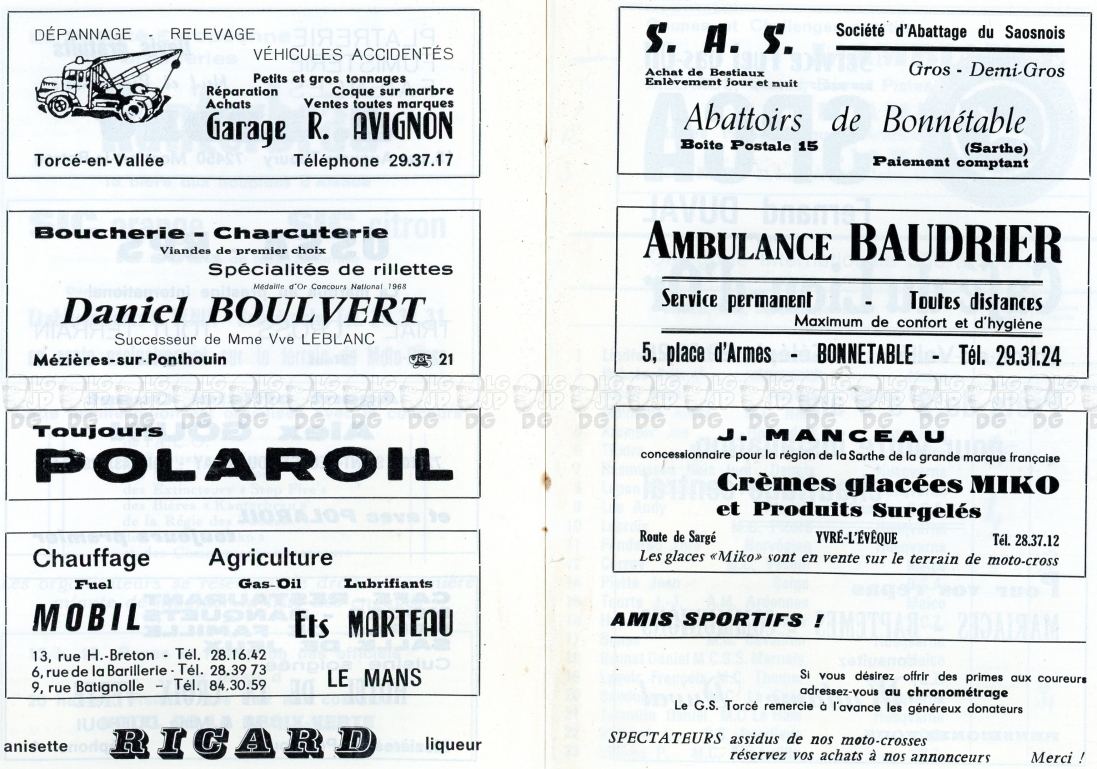 DÉPANNAGE - RELEVAGE
VÉHICULES ACCIDENTÉS
Petits et gros tonnages
Réparation Coque sur marbre
Achats Ventes toutes marques
Garage R. AVIGNON
Torcé-en-Vallée Téléphone 29.37.17
Boucherie - Charcuterie
Viandes de premier choix
Spécialités de rillettes
Médaille d'Or Concours National 1968
Daniel BOULVERT
Successeur de Mme Vve LEBLANC
Mézières-sur-Ponthouin ☎ 21
Toujours
POLAROIL
Chauffage Agriculture
Fuel Gas-Oil Lubrifiants
MOBIL Ets MARTEAU
13, rue H.-Breton - Tél. 28.16.42
6, rue de la Barillerie - Tél. 28.39 73
9, rue Batignolle - Tél. 84.30.59
LE MANS
anisette RICARD liqueur
S. A. S. Société d'Abattage du Saosnois
Achat de Bestiaux
Enlèvement jour et nuit
Gros - Demi-Gros
Abattoirs de Bonnétable
Boîte Postale 15 (Sarthe)
Paiement comptant
AMBULANCE BAUDRIER
Service permanent - Toutes distances
Maximum de confort et d'hygiène
5, place d'Armes - BONNETABLE - Tél. 29.31.24
J. MANCEAU
concessionnaire pour la région de la Sarthe de la grande marque française
Crèmes glacées MIKO
et Produits Surgelés
Route de Sargé YVRÉ-L'ÉVÊQUE Tél. 28.37.12
Les glaces «Miko» sont en vente sur le terrain de moto-cross
AMIS SPORTIFS !
Si vous désirez offrir des primes aux coureurs
adressez-vous au chronométrage
Le G.S. Torcé remercie à l'avance les généreux donateurs
SPECTATEURS assidus de nos moto-crosses
réservez vos achats à nos annonceurs Merci !